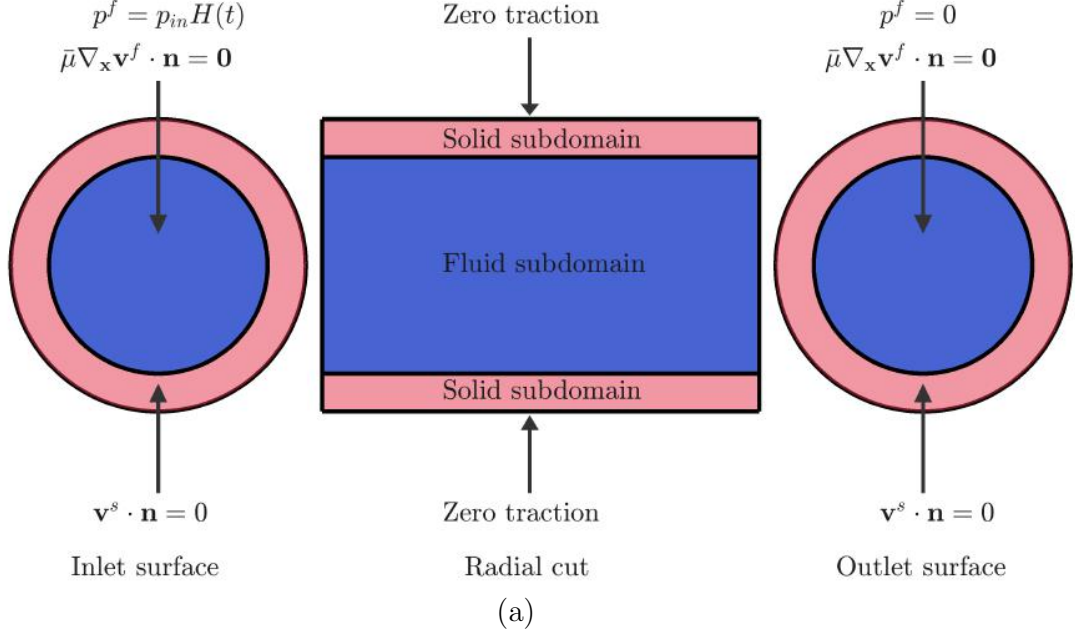 $p^f = p_{in}H(t)$
$\bar{\mu}\nabla_{\mathbf{x}}\mathbf{v}^f \cdot \mathbf{n} = \mathbf{0}$
Zero traction
$p^f = 0$
$\bar{\mu}\nabla_{\mathbf{x}}\mathbf{v}^f \cdot \mathbf{n} = \mathbf{0}$
Solid subdomain
Fluid subdomain
Solid subdomain
$\mathbf{v}^s \cdot \mathbf{n} = 0$
Zero traction
$\mathbf{v}^s \cdot \mathbf{n} = 0$
Inlet surface
Radial cut
Outlet surface
(a)